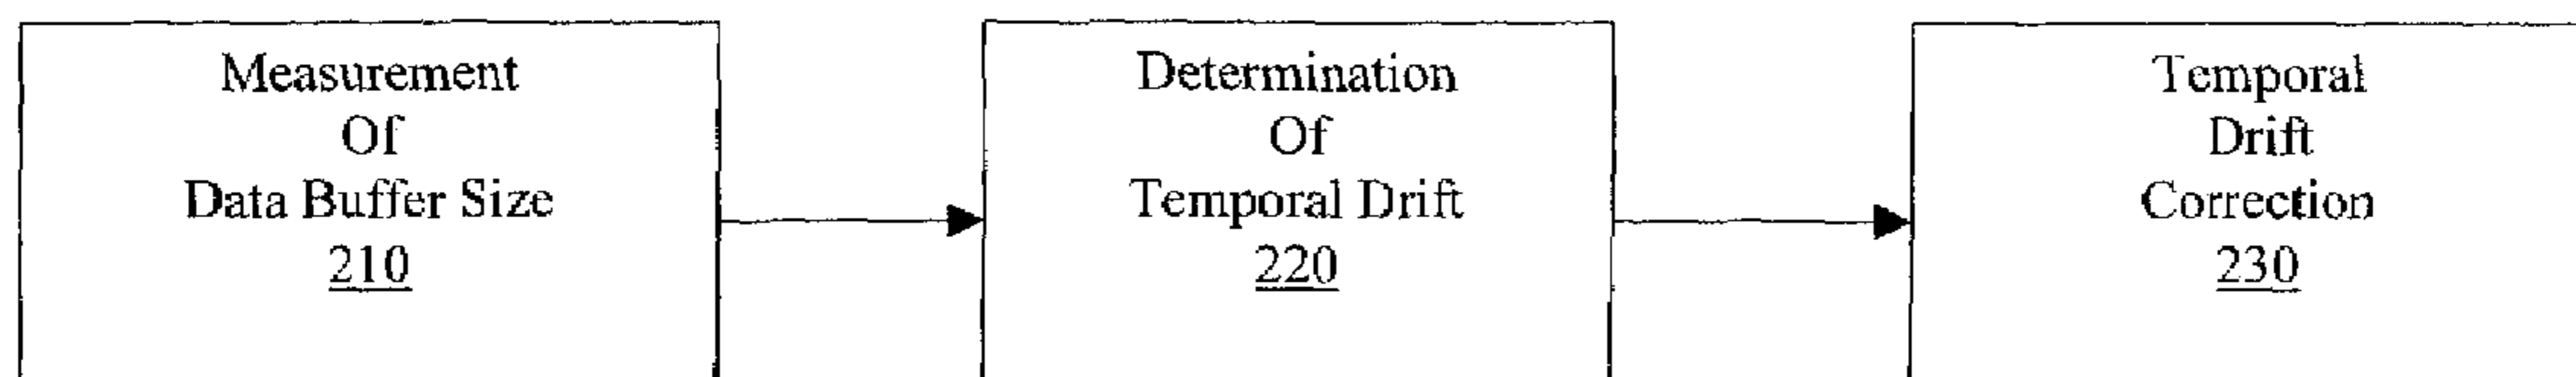 Measurement
Of
Data Buffer Size
210
Determination
Of
Temporal Drift
220
Temporal
Drift
Correction
230